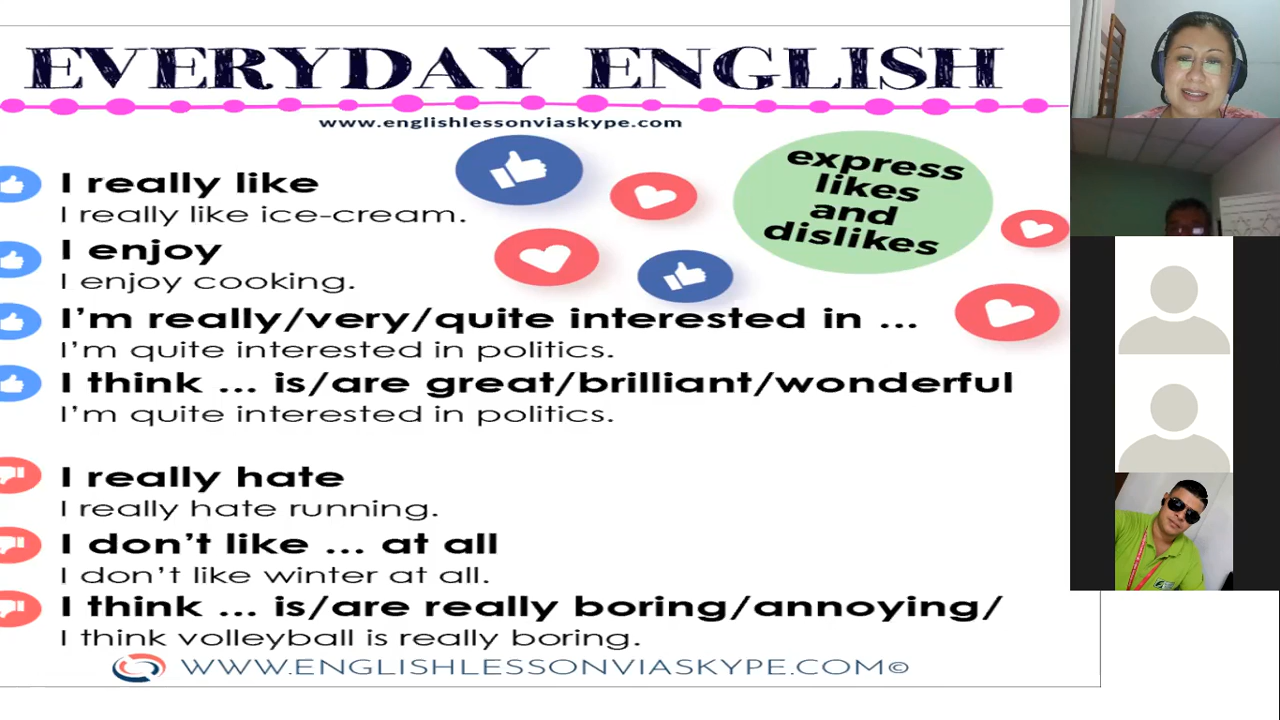 EVERYDAY ENGLISH
www.englishlessonviaskype.com
express
likes
and
dislikes
I really like
I really like ice-cream.
I enjoy
I enjoy cooking.
I'm really/very/quite interested in ...
I'm quite interested in politics.
I think ... is/are great/brilliant/wonderful
I'm quite interested in politics.
I really hate
I really hate running.
I don't like ... at all
I don't like winter at all.
I think ... is/are really boring/annoying/
I think volleyball is really boring.
WWW.ENGLISHLESSONVIASKYPE.COM©